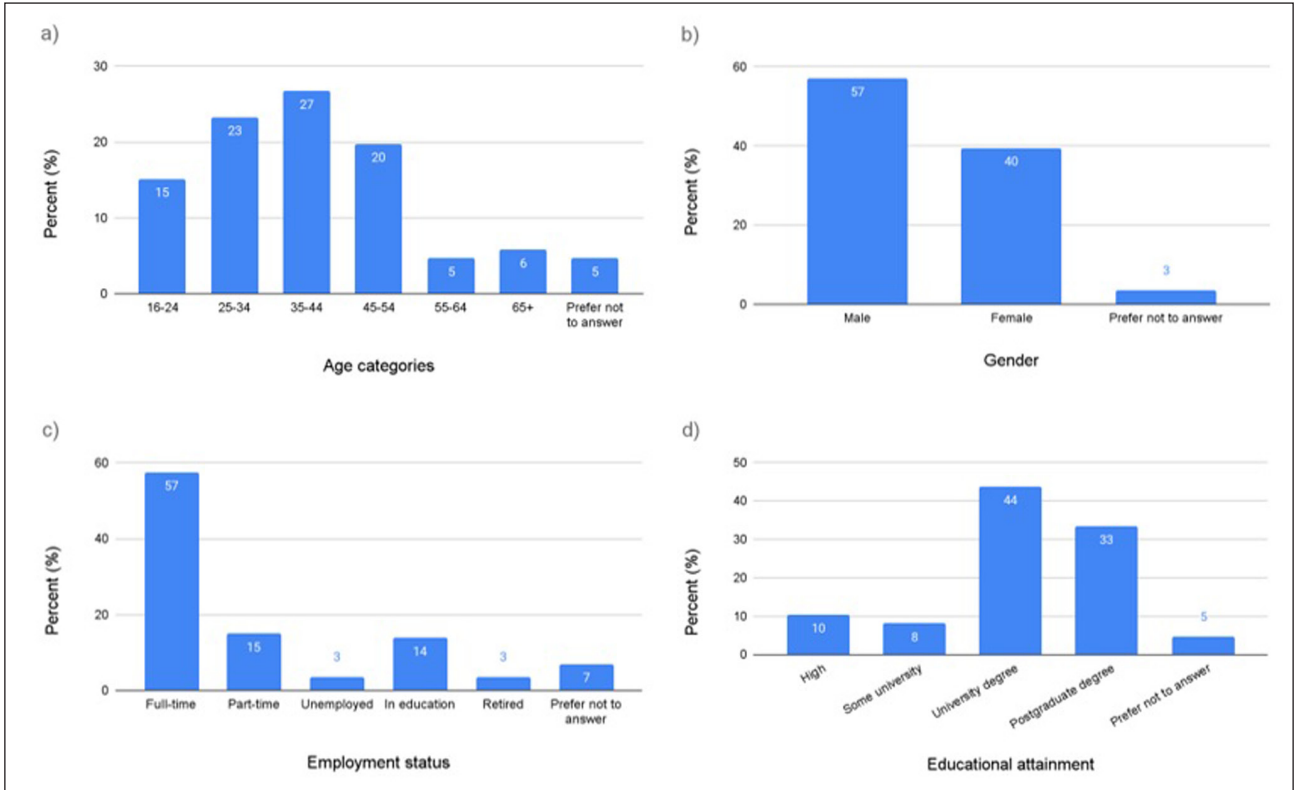 a)
Percent (%)
30
20
10
0
15
23
27
20
5
6
5
16-24
25-34
35-44
45-54
55-64
65+
Prefer not
to answer
Age categories
b)
Percent (%)
60
40
20
0
57
40
3
Male
Female
Prefer not to answer
Gender
c)
Percent (%)
60
40
20
0
57
15
3
14
3
7
Full-time
Part-time
Unemployed
In education
Retired
Prefer not to
answer
Employment status
d)
Percent (%)
50
40
30
20
10
0
10
8
44
33
5
High
Some university
University degree
Postgraduate degree
Prefer not to answer
Educational attainment